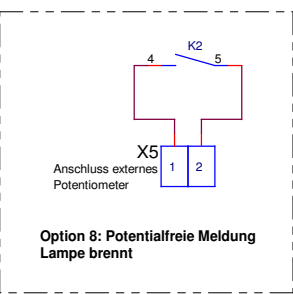 K2
4 5
X5
Anschluss externes 1 2
Potentiometer
Option 8: Potentialfreie Meldung
Lampe brennt